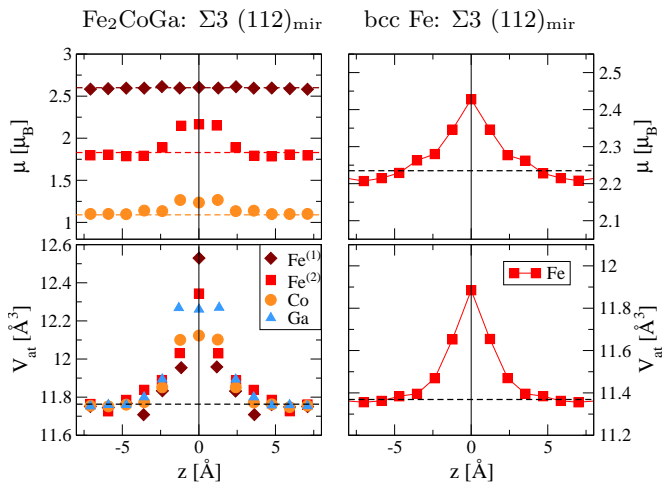 Fe₂CoGa: Σ3 (112)mir
bcc Fe: Σ3 (112)mir
3
2.5
2
1.5
1
μ [μB]
2.5
2.4
2.3
2.2
2.1
μ [μB]
12.6
12.4
12.2
12.0
11.8
11.6
Vat [Å³]
Fe(1)
Fe(2)
Co
Ga
Fe
12
11.8
11.6
11.4
11.2
Vat [Å³]
-5 0 5
-5 0 5
z [Å]
z [Å]